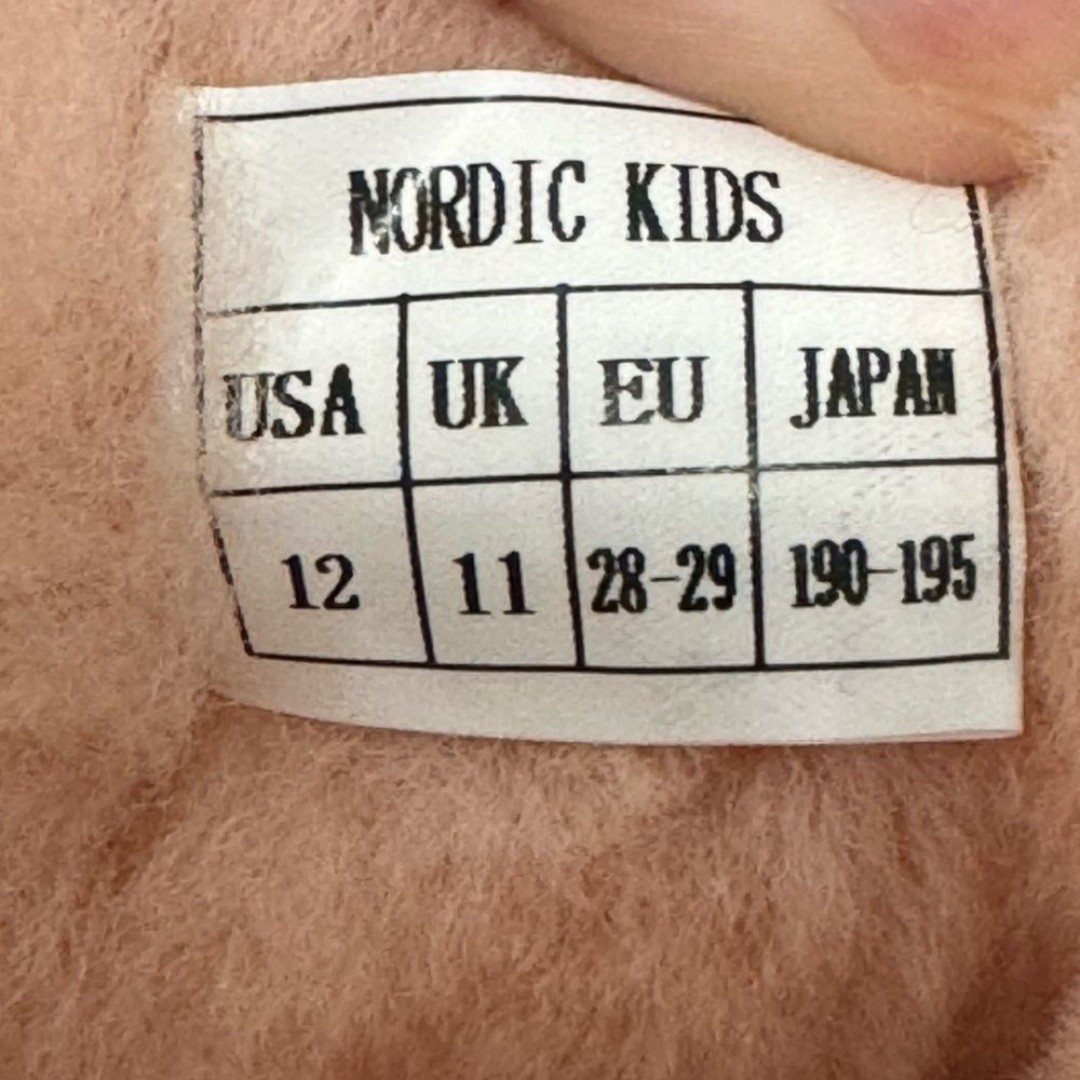 NORDIC KIDS
USA UK EU JAPAN
12 11 28-29 190-195